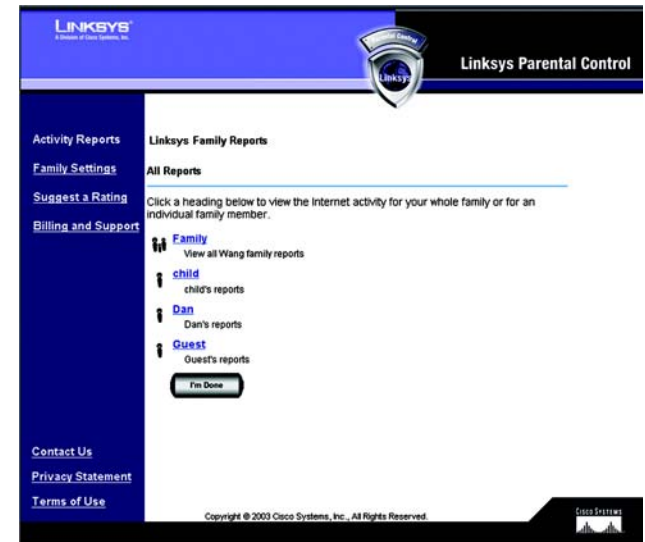 LINKSYS®
A Division of Cisco Systems, Inc.
Parental Control
Linksys
Linksys Parental Control
Activity Reports
Family Settings
Suggest a Rating
Billing and Support
Linksys Family Reports
All Reports
Click a heading below to view the Internet activity for your whole family or for an
individual family member.
Family
View all Wang family reports
child
child's reports
Dan
Dan's reports
Guest
Guest's reports
I'm Done
Contact Us
Privacy Statement
Terms of Use
Copyright © 2003 Cisco Systems, Inc., All Rights Reserved.
CISCO SYSTEMS